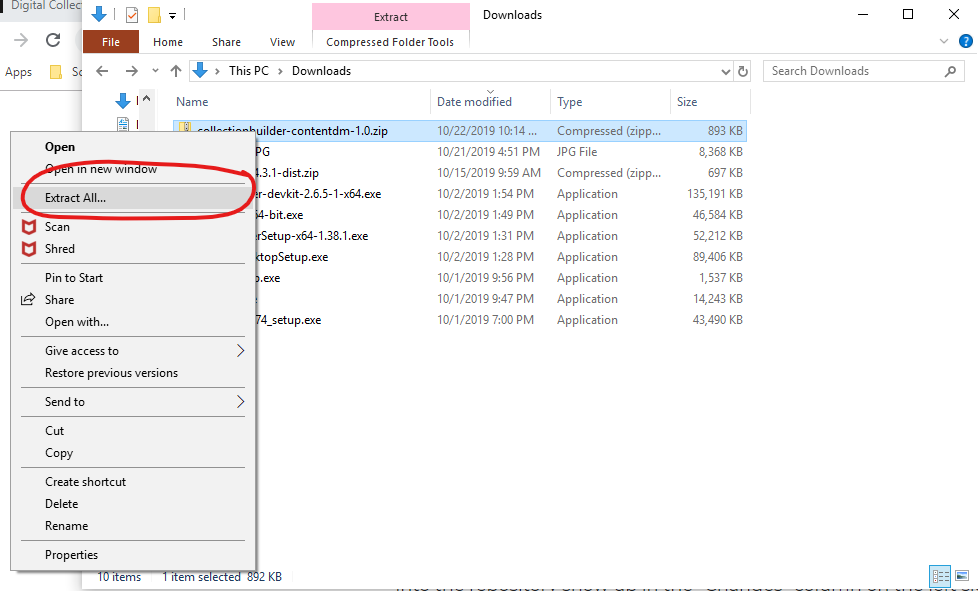 Digital Collec
Extract
Downloads
File
Home
Share
View
Compressed Folder Tools
?
Apps
This PC
Downloads
Search Downloads
Name
Date modified
Type
Size
collectionbuilder-contentdm-1.0.zip 10/22/2019 10:14 ... Compressed (zipp... 893 KB
PG 10/21/2019 4:51 PM JPG File 8,368 KB
4.3.1-dist.zip 10/15/2019 9:59 AM Compressed (zipp... 697 KB
er-devkit-2.6.5-1-x64.exe 10/2/2019 1:54 PM Application 135,191 KB
64-bit.exe 10/2/2019 1:49 PM Application 46,584 KB
erSetup-x64-1.38.1.exe 10/2/2019 1:31 PM Application 52,212 KB
ktopSetup.exe 10/2/2019 1:28 PM Application 89,406 KB
.exe 10/1/2019 9:56 PM Application 1,537 KB
10/1/2019 9:47 PM Application 14,243 KB
74_setup.exe 10/1/2019 7:00 PM Application 43,490 KB
Open
Open in new window
Extract All...
Scan
Shred
Pin to Start
Share
Open with...
Give access to
Restore previous versions
Send to
Cut
Copy
Create shortcut
Delete
Rename
Properties
10 items
1 item selected 892 KB